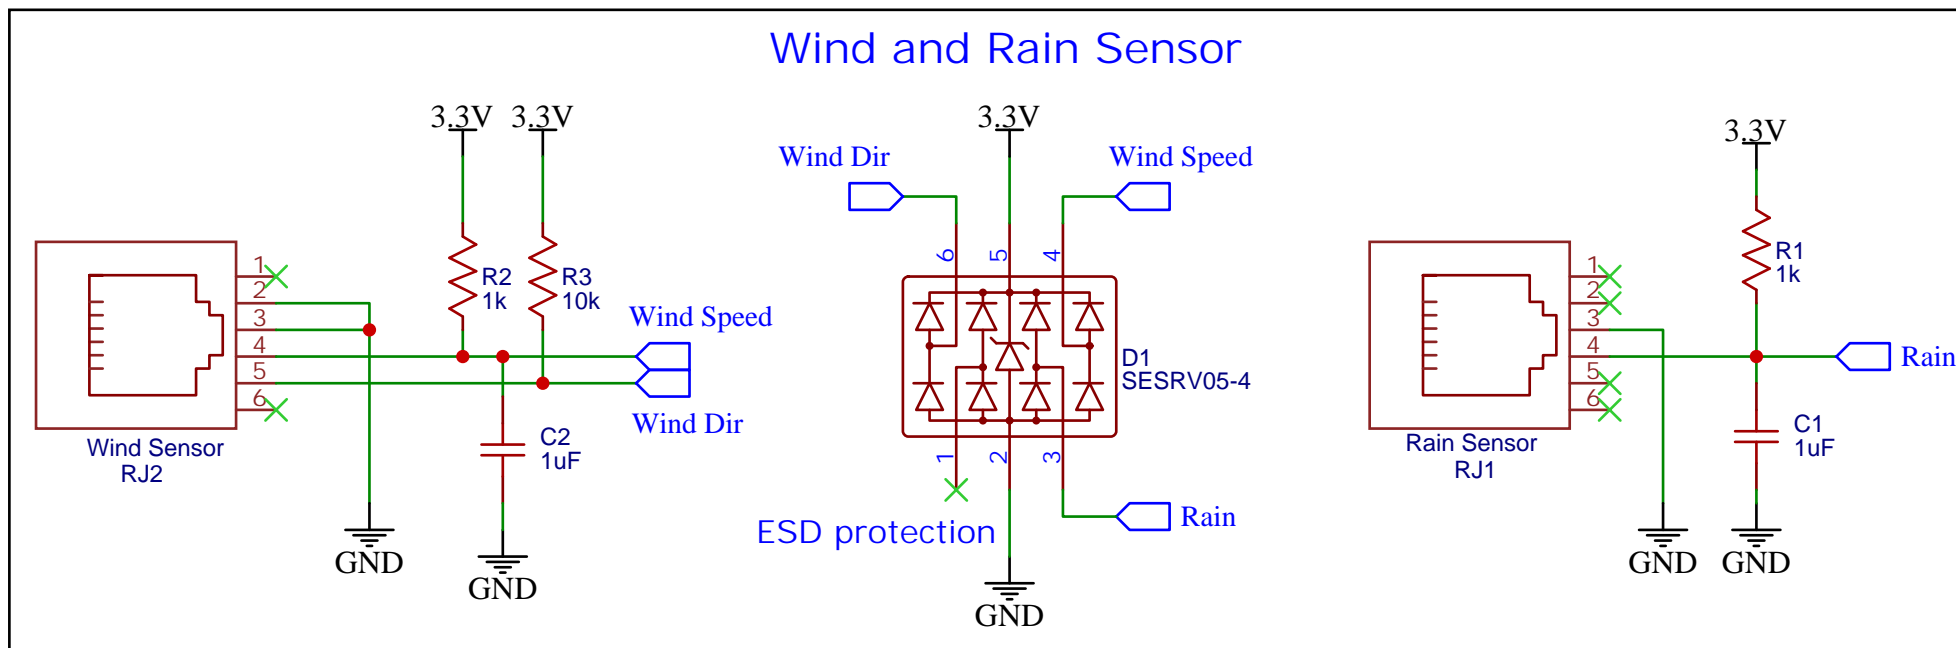 Wind and Rain Sensor
3.3V
3.3V
R2
1k
R3
10k
1
2
3
4
5
6
Wind Speed
Wind Dir
Wind Sensor
RJ2
C2
1uF
GND
GND
3.3V
Wind Dir
Wind Speed
6
5
4
D1
SESRV05-4
1
2
3
ESD protection
Rain
GND
3.3V
R1
1k
1
2
3
4
5
6
Rain
Rain Sensor
RJ1
C1
1uF
GND
GND